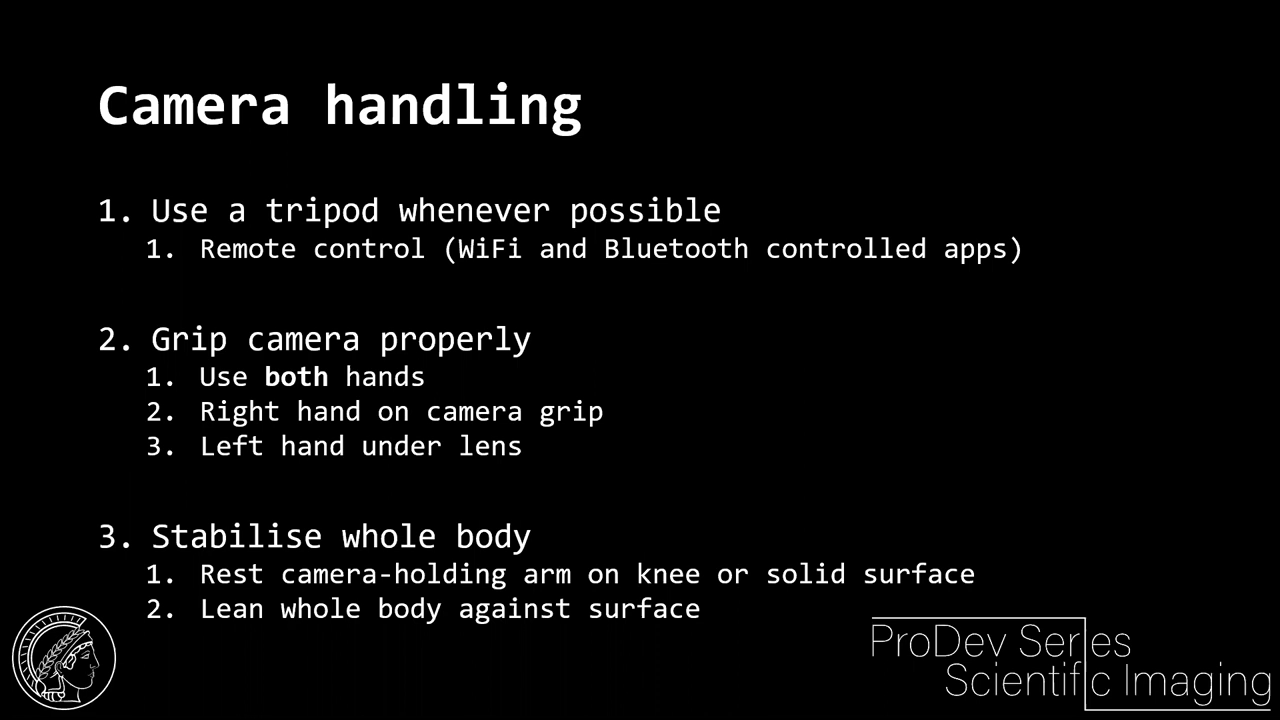 Camera handling
1. Use a tripod whenever possible
1. Remote control (WiFi and Bluetooth controlled apps)
2. Grip camera properly
1. Use both hands
2. Right hand on camera grip
3. Left hand under lens
3. Stabilise whole body
1. Rest camera-holding arm on knee or solid surface
2. Lean whole body against surface
ProDev Series
Scientific Imaging